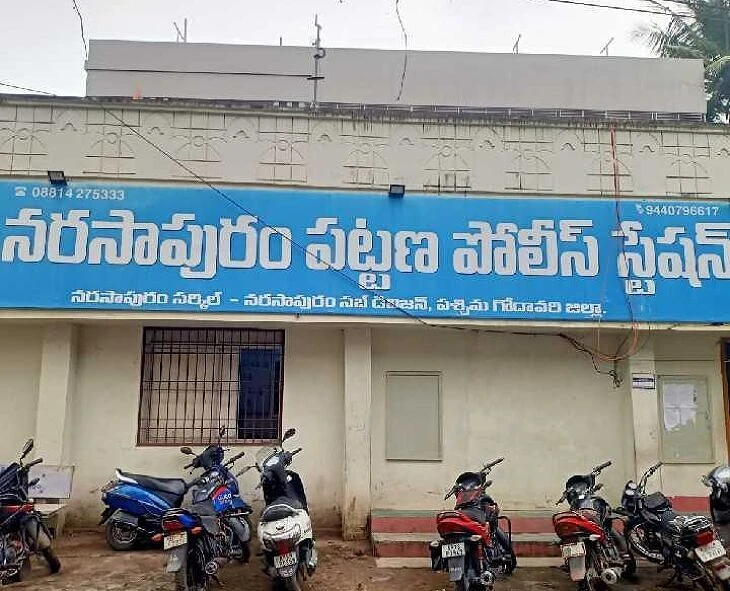 08814 275333
9440796617
నరసాపురం పట్టణ పోలీస్ స్టేషన్
నరసాపురం సర్కిల్ - నరసాపురం సబ్ డివిజన్, పశ్చిమ గోదావరి జిల్లా.